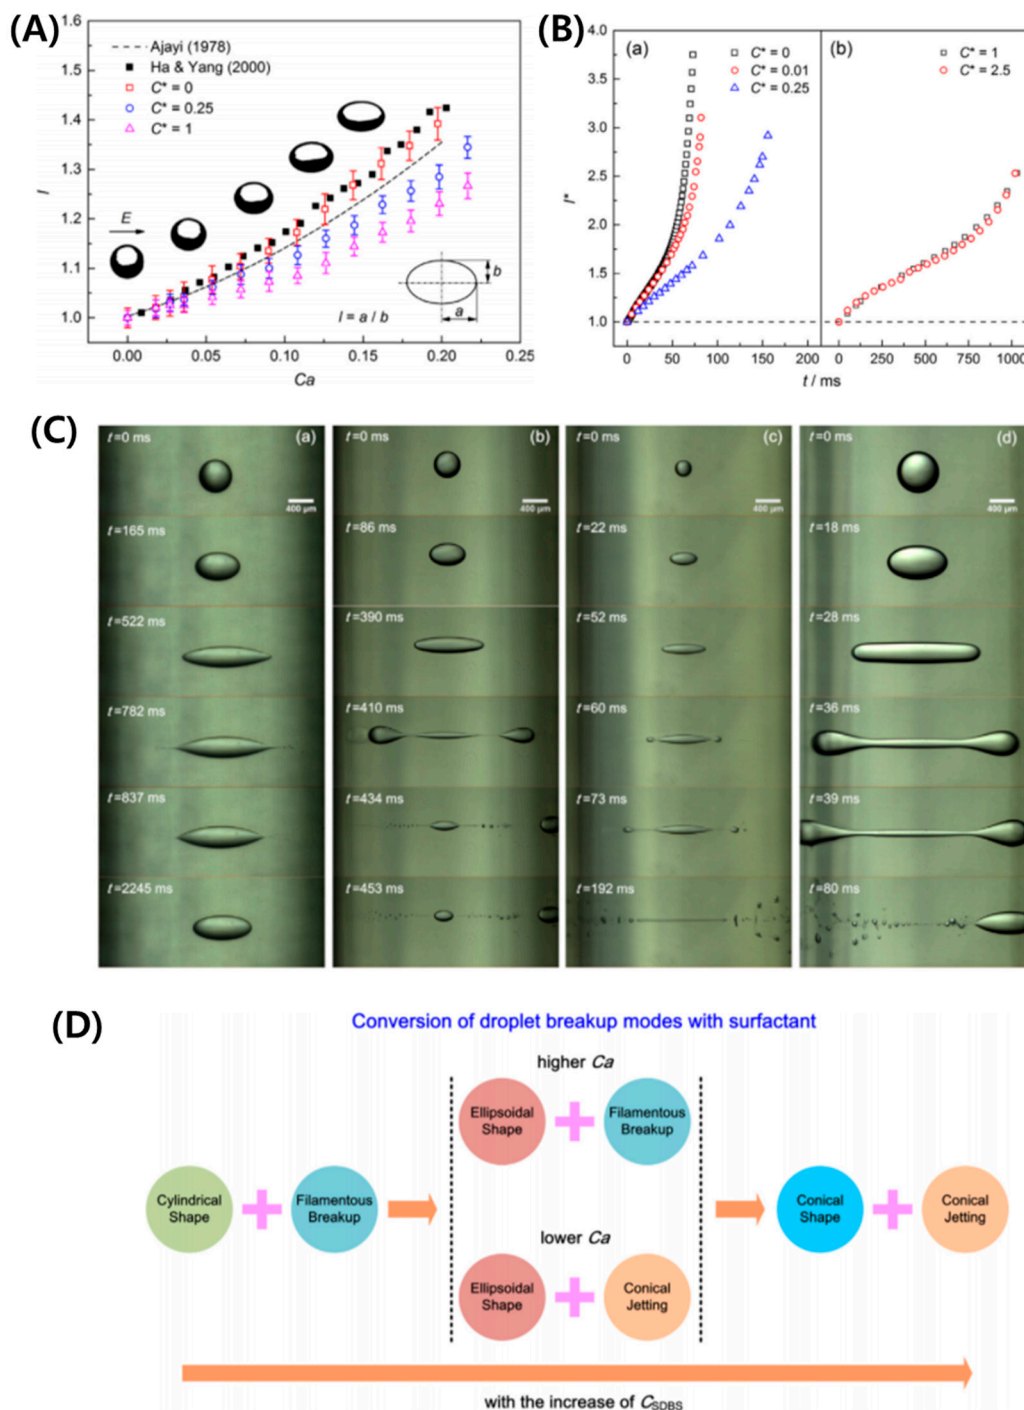 (A)
1.6
1.5
1.4
1.3
1.2
1.1
1.0
I
Ajayi (1978)
Ha & Yang (2000)
C* = 0
C* = 0.25
C* = 1
E
I = a / b
b
a
0.00 0.05 0.10 0.15 0.20 0.25
Ca
(B)
4.0
3.5
3.0
2.5
2.0
1.5
1.0
I*
(a)
C* = 0
C* = 0.01
C* = 0.25
(b)
C* = 1
C* = 2.5
0 50 100 150 200
0 250 500 750 1000
t / ms
(C)
t=0 ms (a)
400 μm
t=165 ms
t=522 ms
t=782 ms
t=837 ms
t=2245 ms
t=0 ms (b)
400 μm
t=86 ms
t=390 ms
t=410 ms
t=434 ms
t=453 ms
t=0 ms (c)
400 μm
t=22 ms
t=52 ms
t=60 ms
t=73 ms
t=192 ms
t=0 ms (d)
400 μm
t=18 ms
t=28 ms
t=36 ms
t=39 ms
t=80 ms
(D)
Conversion of droplet breakup modes with surfactant
higher Ca
Ellipsoidal
Shape
Filamentous
Breakup
Cylindrical
Shape
Filamentous
Breakup
Conical
Shape
Conical
Jetting
lower Ca
Ellipsoidal
Shape
Conical
Jetting
with the increase of CSDBS